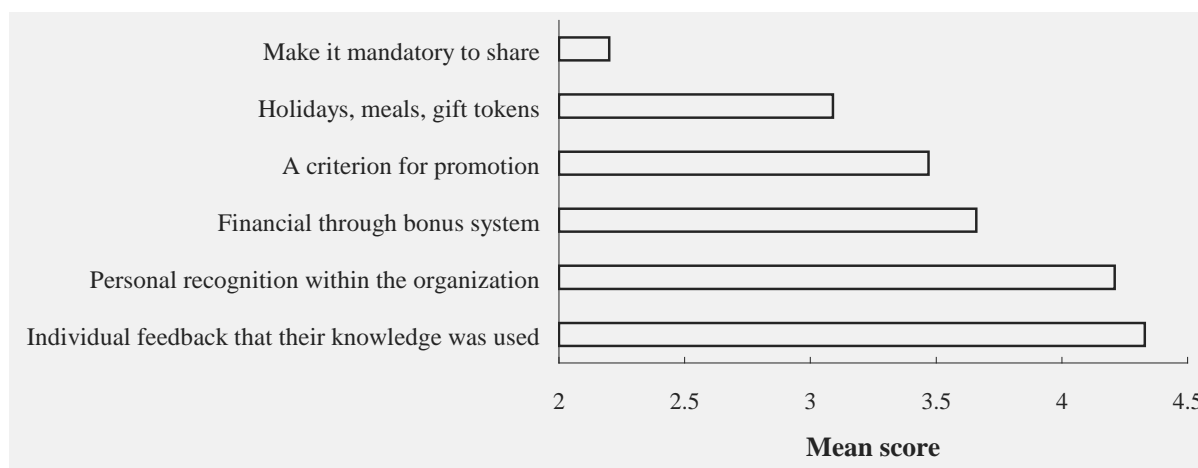 Make it mandatory to share
Holidays, meals, gift tokens
A criterion for promotion
Financial through bonus system
Personal recognition within the organization
Individual feedback that their knowledge was used
2 2.5 3 3.5 4 4.5
Mean score